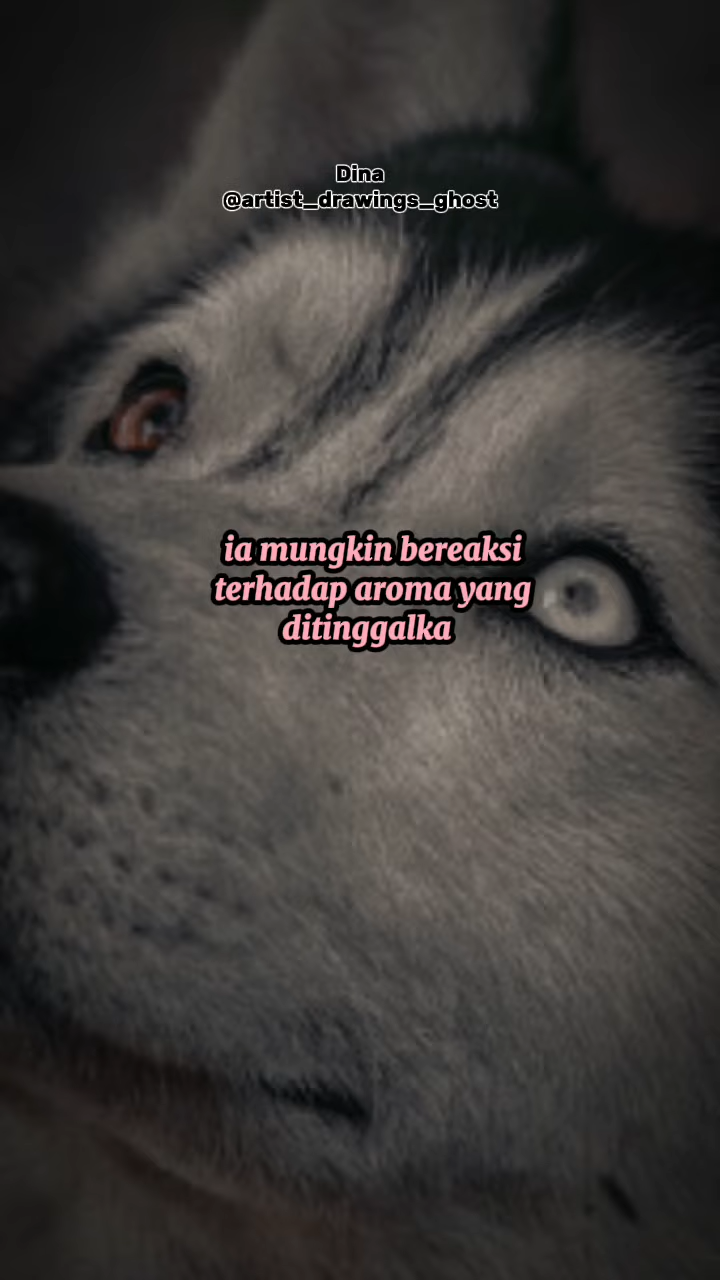 Dina
@artist_drawings_ghost
ia mungkin bereaksi
terhadap aroma yang
ditinggalka